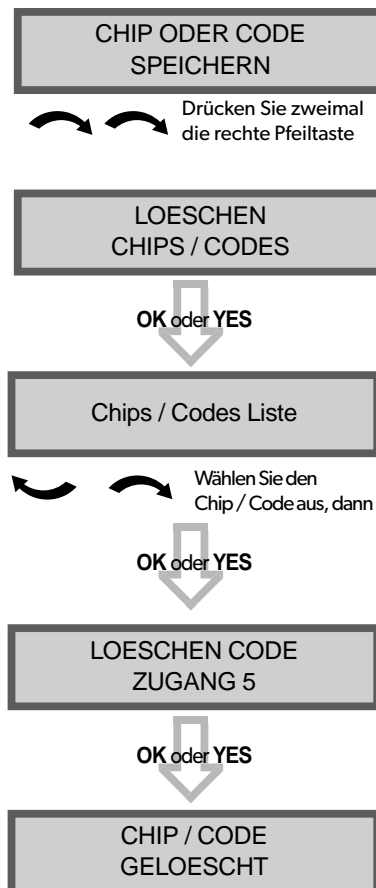 CHIP ODER CODE
SPEICHERN
Drücken Sie zweimal
die rechte Pfeiltaste
LOESCHEN
CHIPS / CODES
OK oder YES
Chips / Codes Liste
Wählen Sie den
Chip / Code aus, dann
OK oder YES
LOESCHEN CODE
ZUGANG 5
OK oder YES
CHIP / CODE
GELOESCHT